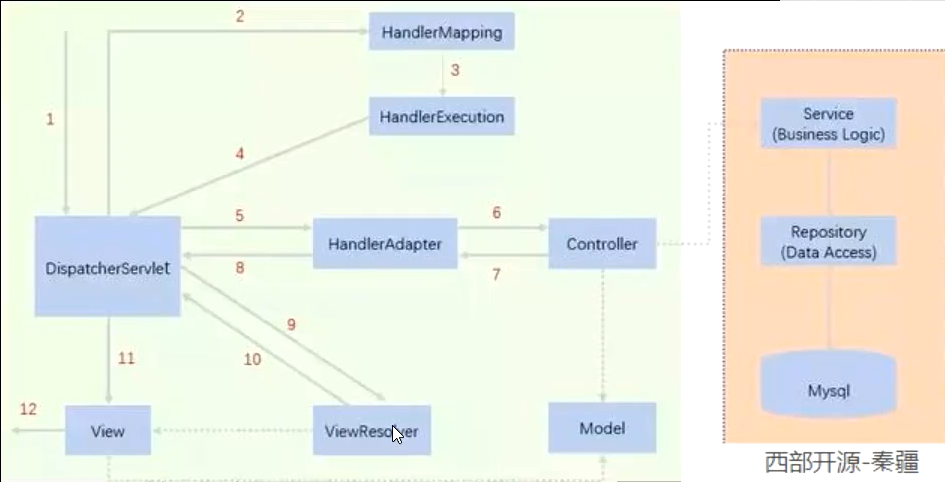 2
HandlerMapping
3
1
HandlerExecution
Service
(Business Logic)
4
5
6
DispatcherServlet
HandlerAdapter
Controller
Repository
(Data Access)
8
7
9
10
11
Mysql
12
View
ViewResolver
Model
西部开源-秦疆